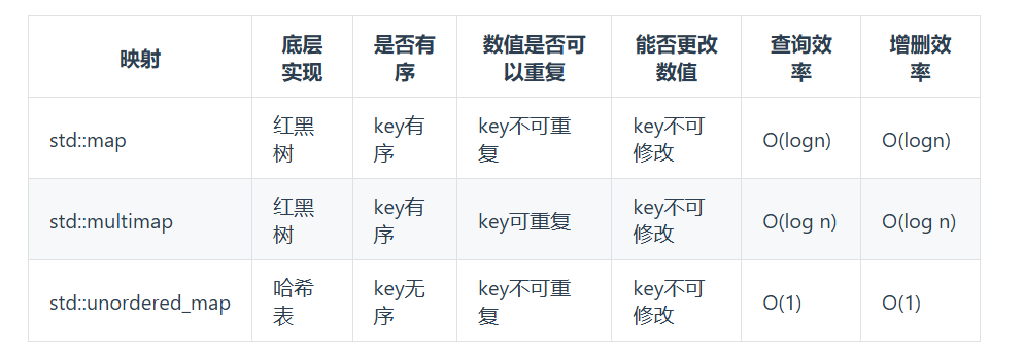 映射
底层
实现
是否有
序
数值是否可
以重复
能否更改
数值
查询效
率
增删效
率
std::map
红黑
树
key有
序
key不可重
复
key不可
修改
O(logn)
O(logn)
std::multimap
红黑
树
key有
序
key可重复
key不可
修改
O(log n)
O(log n)
std::unordered_map
哈希
表
key无
序
key不可重
复
key不可
修改
O(1)
O(1)